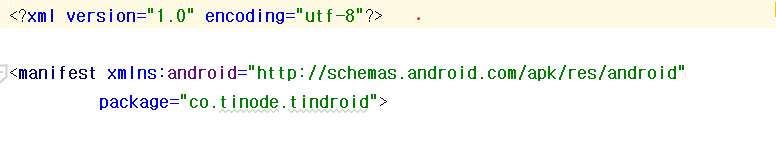 <?xml version="1.0" encoding="utf-8"?>
<manifest xmlns:android="http://schemas.android.com/apk/res/android"
package="co.tinode.tindroid">